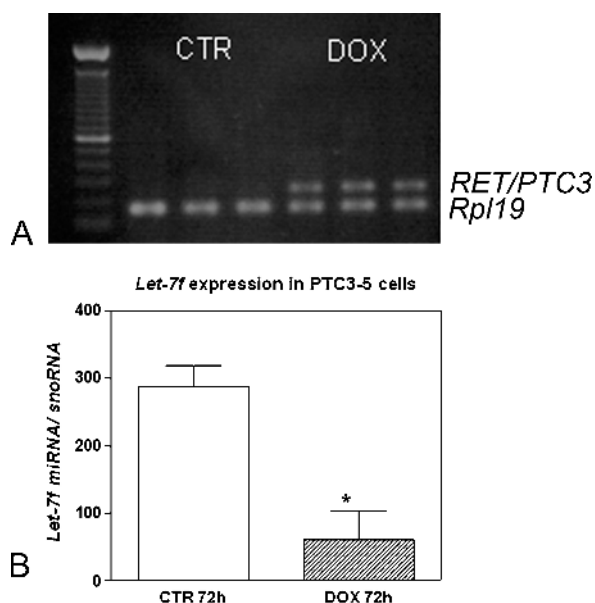 CTR DOX
RET/PTC3
Rpl19
A
Let-7f expression in PTC3-5 cells
400
300
200
100
0
Let-7f miRNA/ snoRNA
*
CTR 72h DOX 72h
B